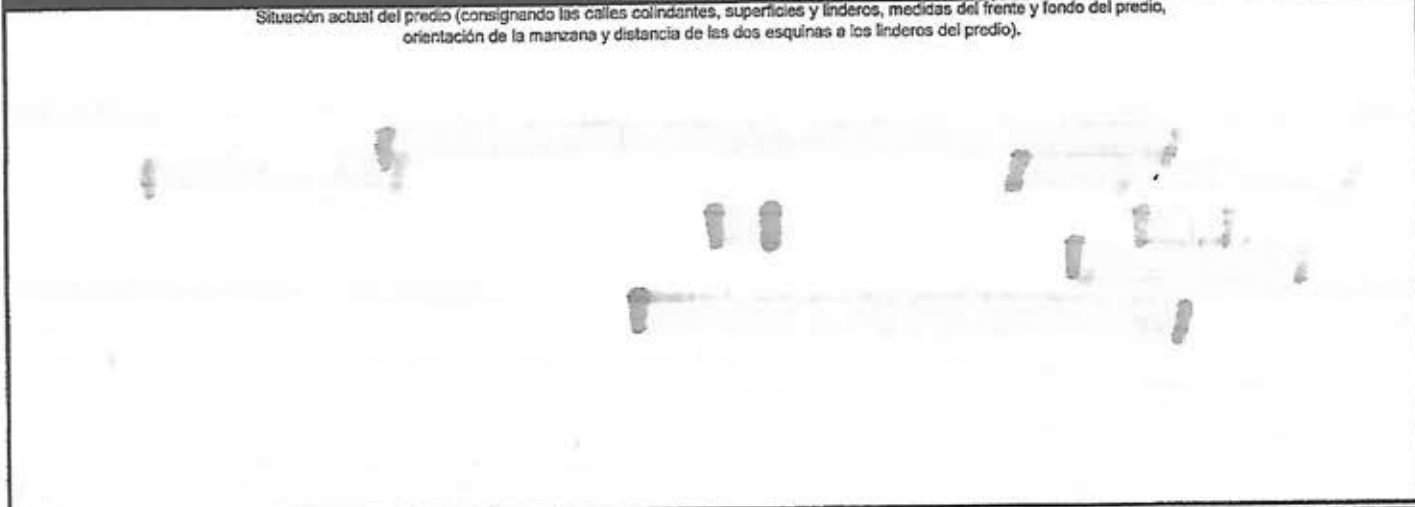 Situación actual del predio (consignando las calles colindantes, superficies y linderos, medidas del frente y fondo del predio,
orientación de la manzana y distancia de las dos esquinas a los linderos del predio).